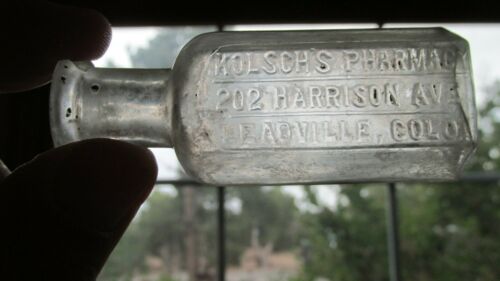 KOLSCH'S PHARMAC
202 HARRISON AVE
LEADVILLE, COLO.